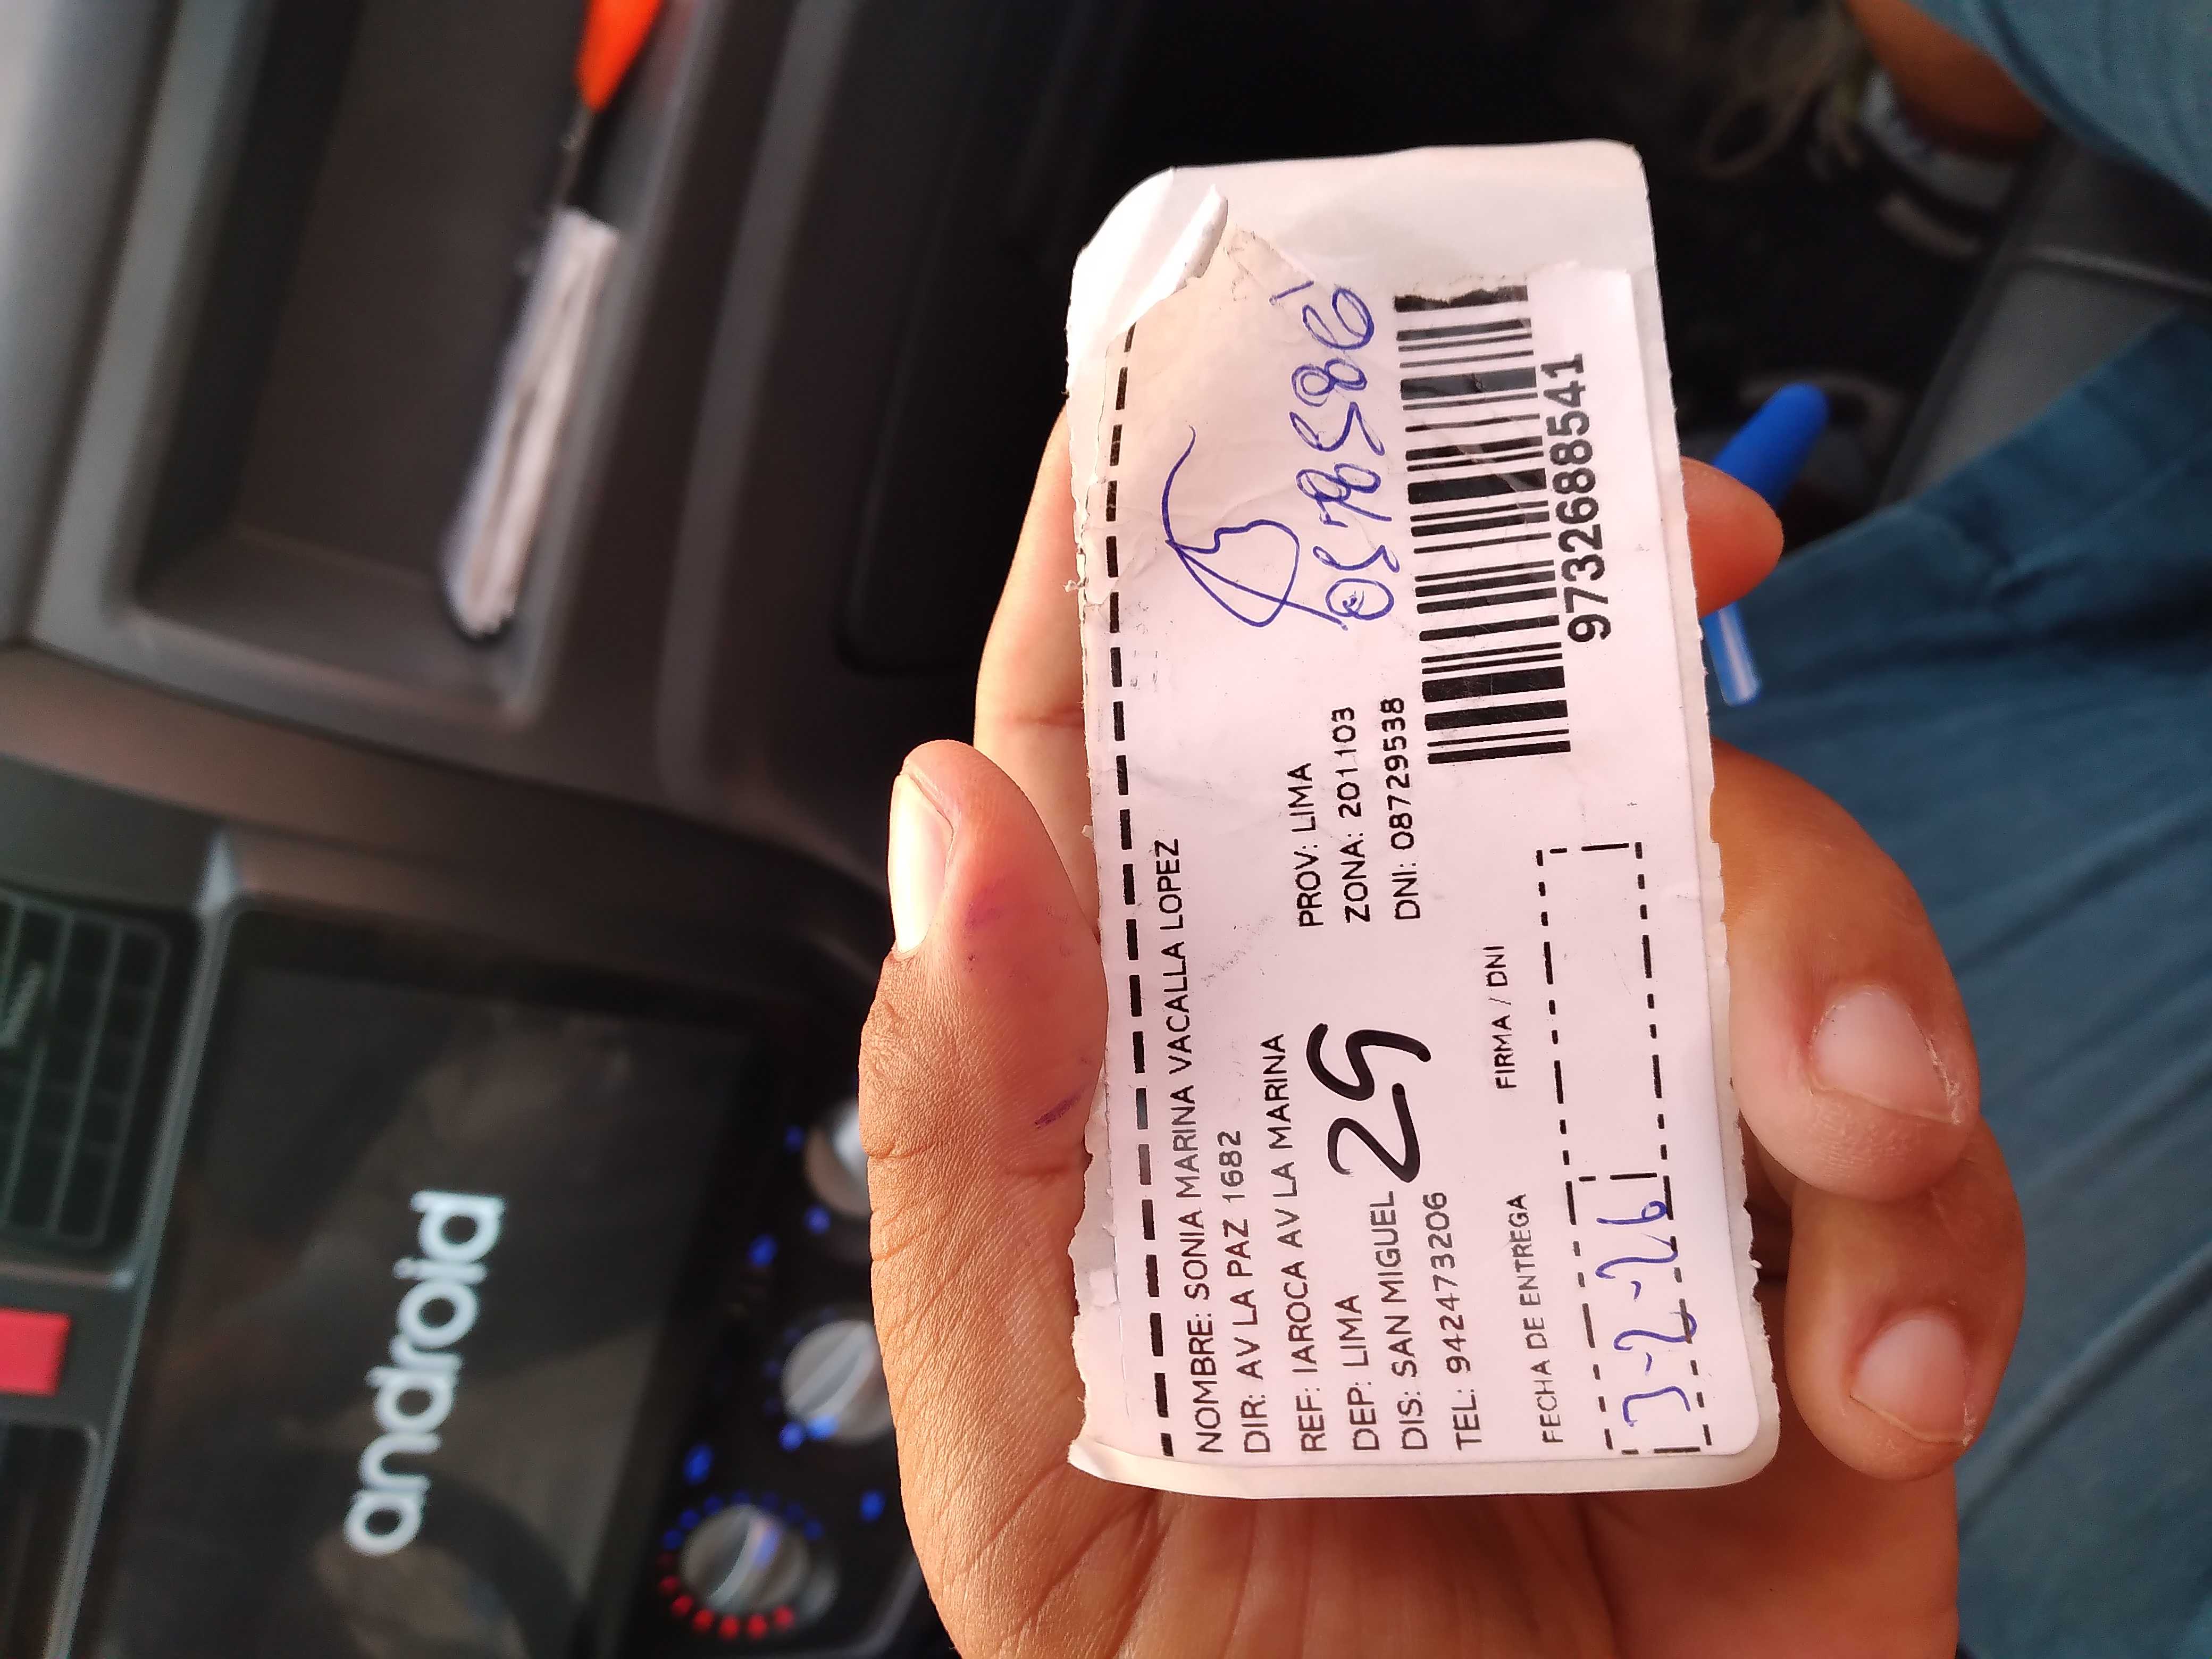 android
NOMBRE: SONIA MARINA VACALLA LOPEZ
DIR: AV LA PAZ 1682
REF: IAROCA AV LA MARINA
DEP: LIMA
PROV: LIMA
DIS: SAN MIGUEL
ZONA: 201103
TEL: 942473206
DNI: 08729538
29
9732688541
FECHA DE ENTREGA
FIRMA / DNI
3-2-26